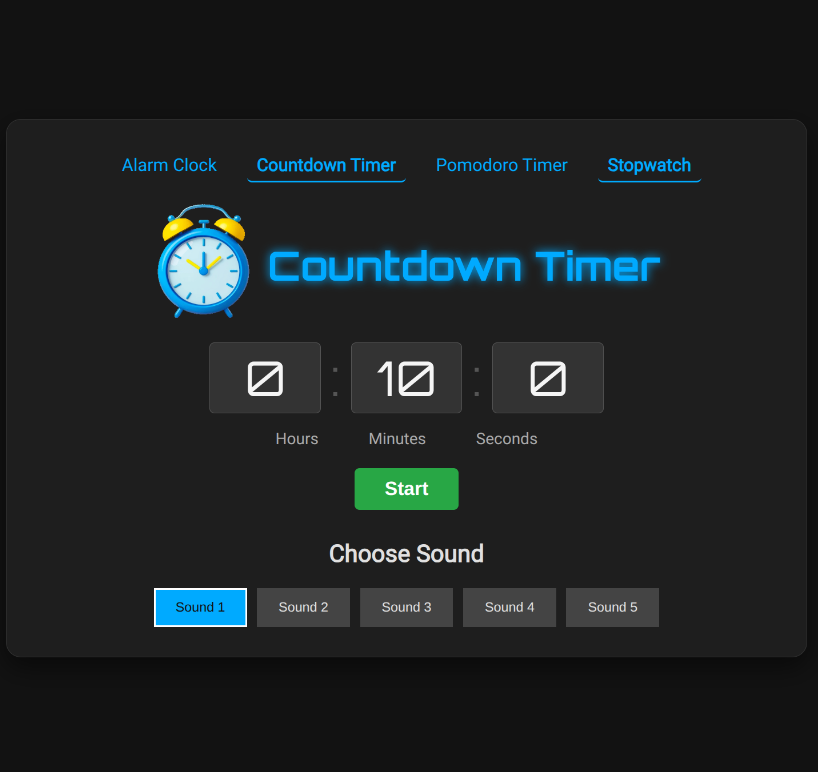 Alarm Clock Countdown Timer Pomodoro Timer Stopwatch
Countdown Timer
0 : 10 : 0
Hours Minutes Seconds
Start
Choose Sound
Sound 1 Sound 2 Sound 3 Sound 4 Sound 5